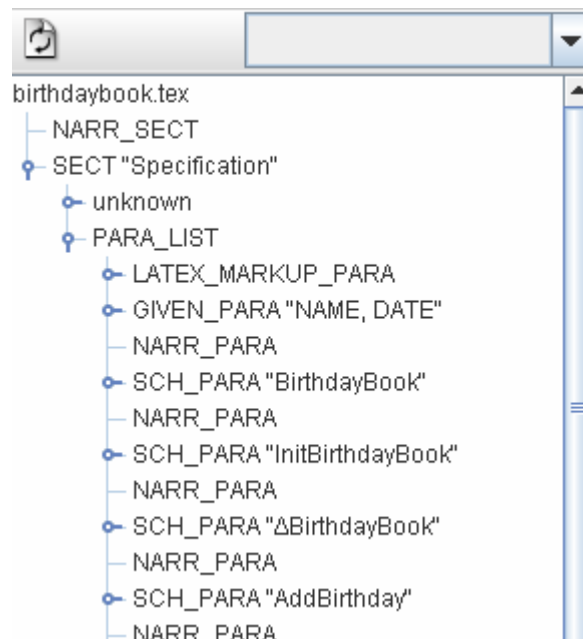 birthdaybook.tex
NARR_SECT
SECT "Specification"
unknown
PARA_LIST
LATEX_MARKUP_PARA
GIVEN_PARA "NAME, DATE"
NARR_PARA
SCH_PARA "BirthdayBook"
NARR_PARA
SCH_PARA "InitBirthdayBook"
NARR_PARA
SCH_PARA "ΔBirthdayBook"
NARR_PARA
SCH_PARA "AddBirthday"
NARR_PARA